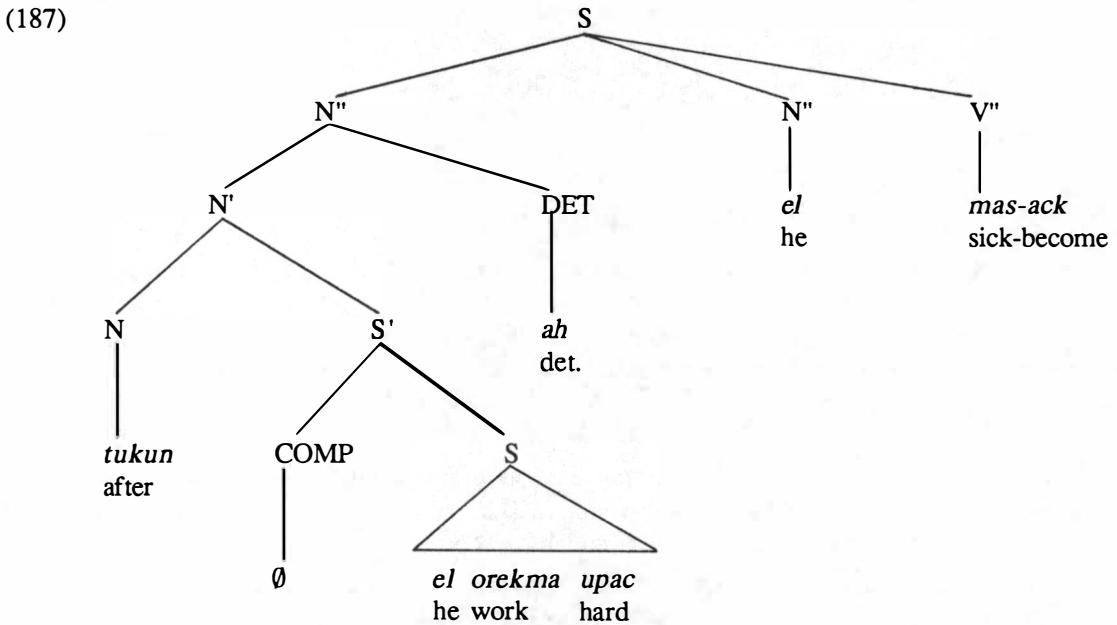 (187)
S
N" N" V"
N' DET el mas-ack
he sick-become
N S' ah
det.
tukun COMP S
after
Ø el orekma upac
he work hard